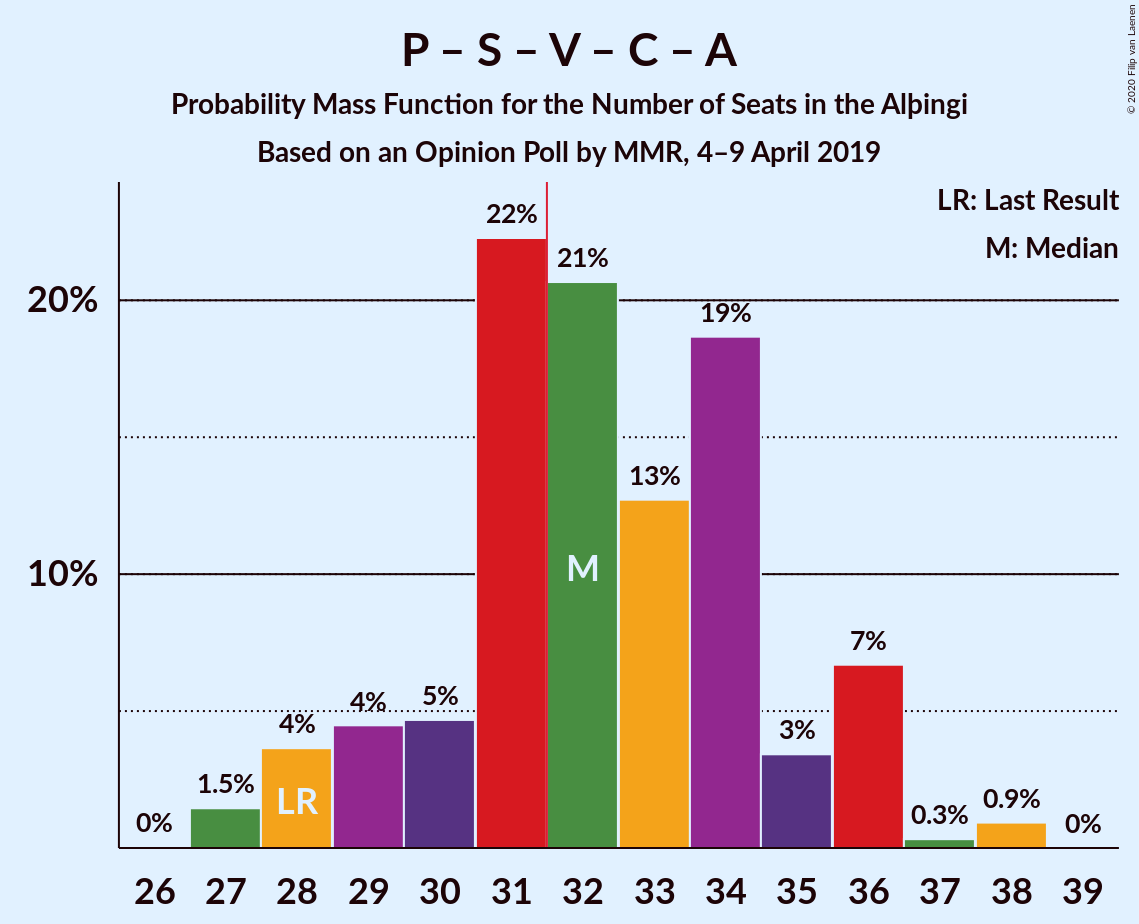 P – S – V – C – A
Probability Mass Function for the Number of Seats in the Alþingi
Based on an Opinion Poll by MMR, 4–9 April 2019
© 2020 Filip van Laenen
LR: Last Result
M: Median
20%
10%
0%
1.5%
4%
4%
5%
22%
21%
13%
19%
3%
7%
0.3%
0.9%
0%
LR
M
26 27 28 29 30 31 32 33 34 35 36 37 38 39